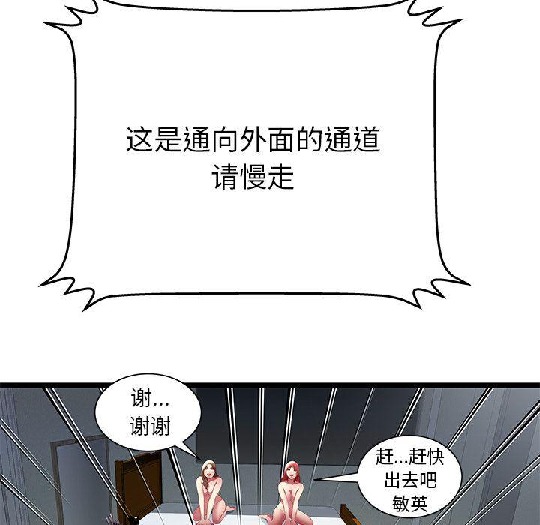 这是通向外面的通道
请慢走
谢...
谢谢
赶...赶快
出去吧
敏英